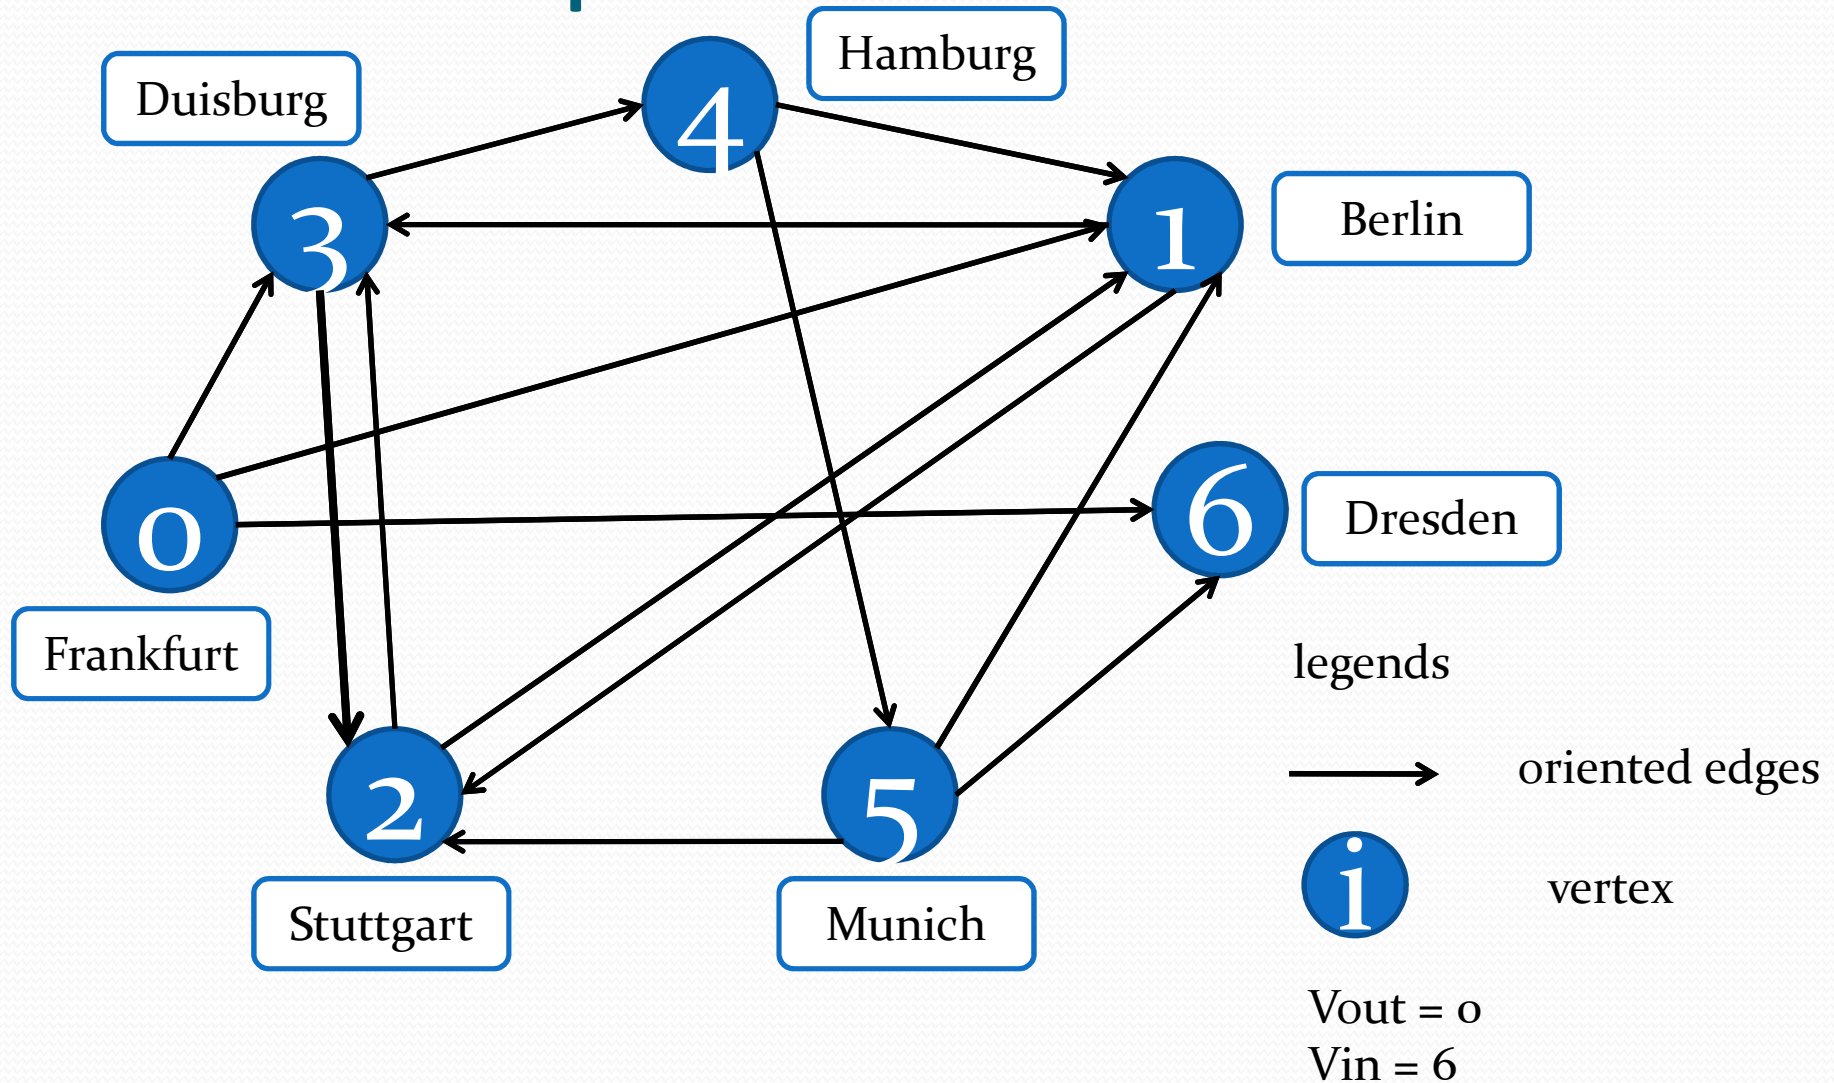 Hamburg
Duisburg
4
3
1
Berlin
6
Dresden
0
Frankfurt
legends
oriented edges
2
5
i
vertex
Stuttgart
Munich
Vout = 0
Vin = 6